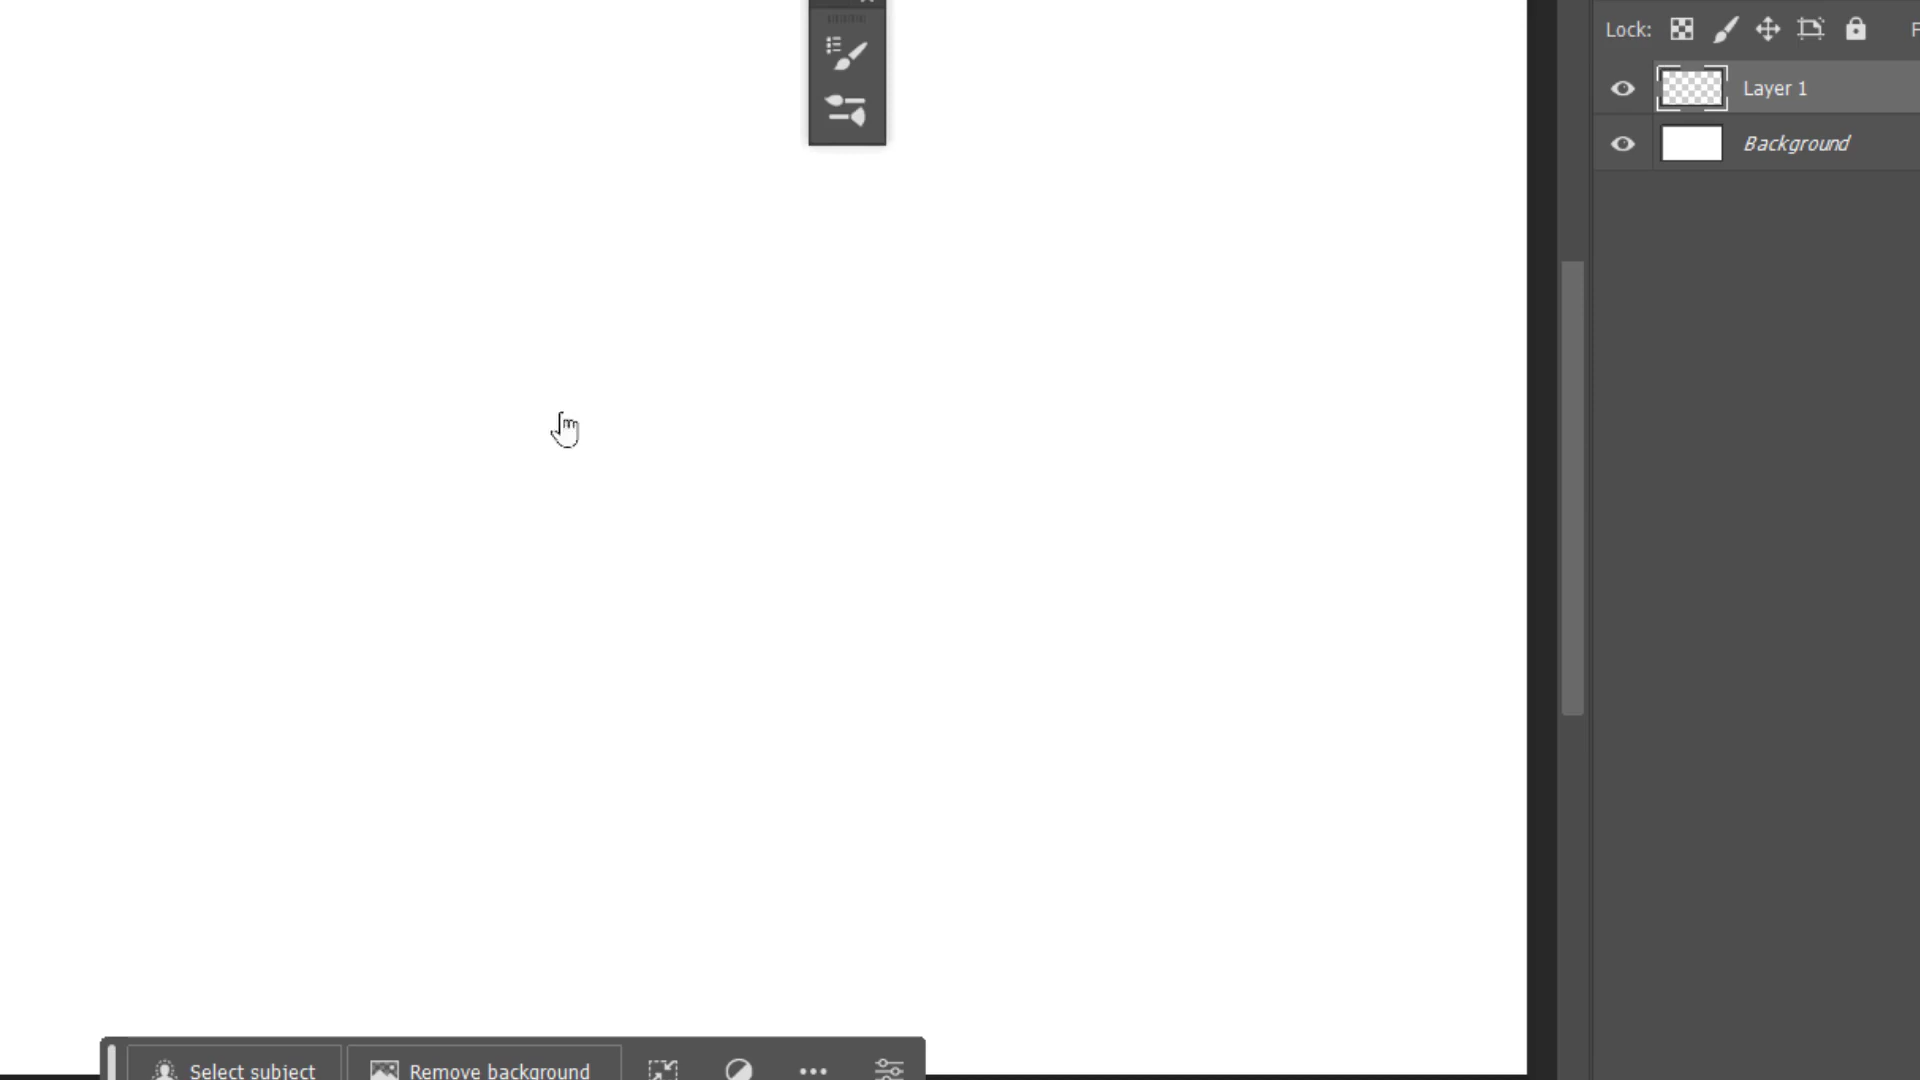 Lock:
F
Layer 1
Background
Select subject
Remove background